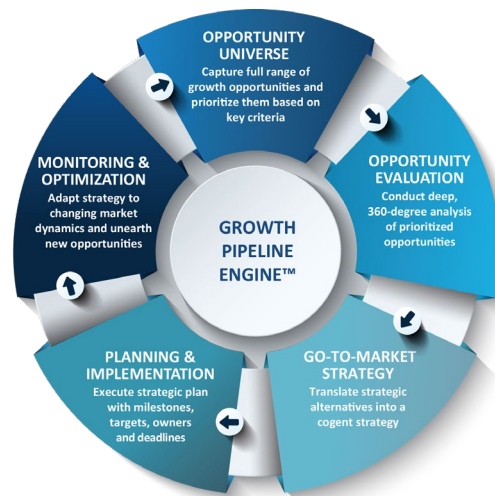 OPPORTUNITY
UNIVERSE
Capture full range of
growth opportunities and
prioritize them based on
key criteria
OPPORTUNITY
EVALUATION
Conduct deep,
360-degree analysis
of prioritized
opportunities
GO-TO-MARKET
STRATEGY
Translate strategic
alternatives into a
cogent strategy
PLANNING &
IMPLEMENTATION
Execute strategic plan
with milestones,
targets, owners
and deadlines
MONITORING &
OPTIMIZATION
Adapt strategy to
changing market
dynamics and unearth
new opportunities
GROWTH
PIPELINE
ENGINE™